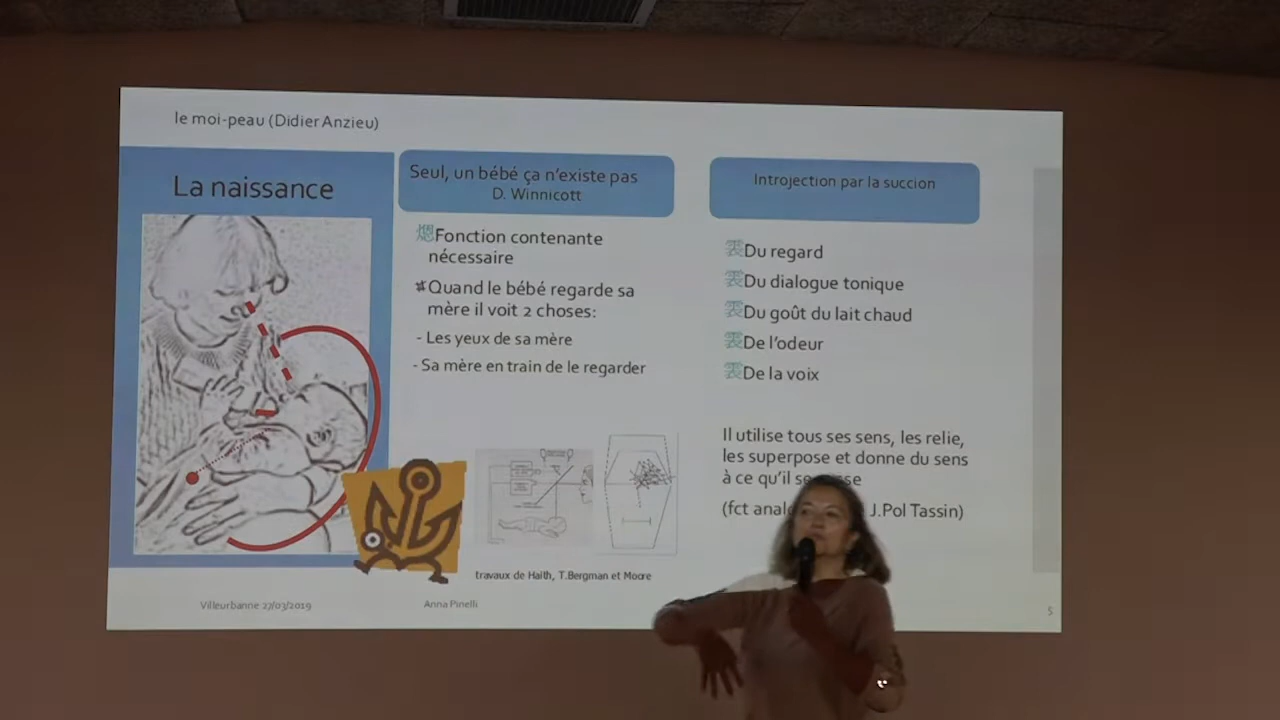 le moi-peau (Didier Anzieu)
La naissance
Seul, un bébé ça n'existe pas
D. Winnicott
Fonction contenante
nécessaire
Quand le bébé regarde sa
mère il voit 2 choses:
- Les yeux de sa mère
- Sa mère en train de le regarder
travaux de Haith, T.Bergman et Moore
Introjection par la succion
Du regard
Du dialogue tonique
Du goût du lait chaud
De l'odeur
De la voix
Il utilise tous ses sens, les relie,
les superpose et donne du sens
à ce qu'il
(fct J.Pol Tassin)
Villeurbanne 27/03/2019
Anna Pinelli
5